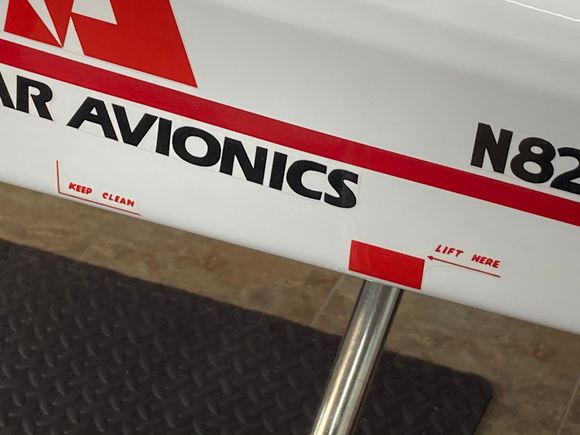 AR AVIONICS
N82
KEEP CLEAN
LIFT HERE